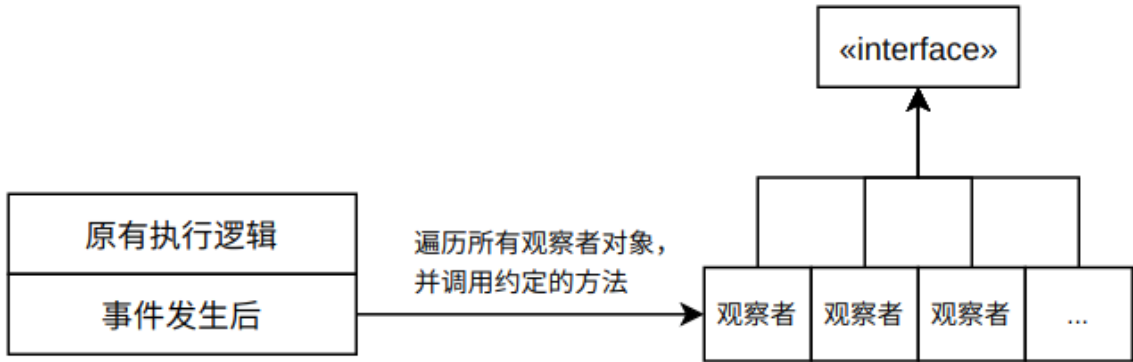 «interface»
原有执行逻辑
遍历所有观察者对象，
并调用约定的方法
事件发生后
观察者
观察者
观察者
...